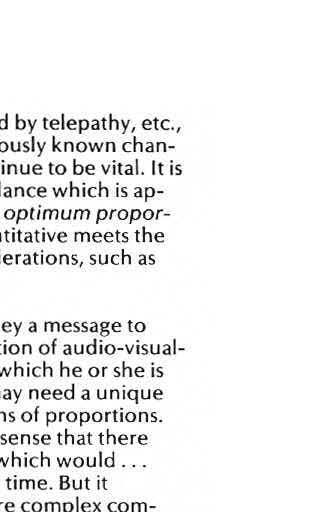 d by telepathy, etc.,
ously known chan-
inue to be vital. It is
lance which is ap-
optimum propor-
ntitative meets the
erations, such as
ey a message to
tion of audio-visual-
which he or she is
ay need a unique
ns of proportions.
sense that there
which would . . .
time. But it
re complex com-